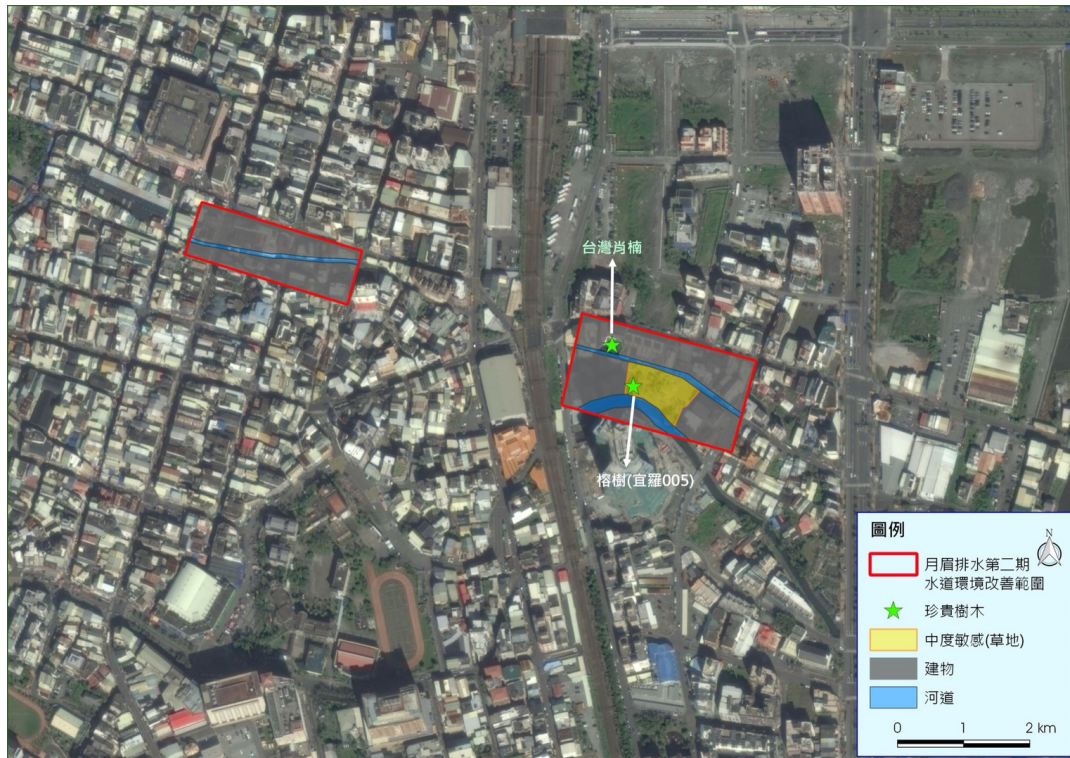 台灣肖楠
榕樹(宜羅005)
圖例
N
月眉排水第二期
水道環境改善範圍
珍貴樹木
中度敏感(草地)
建物
河道
0 1 2 km